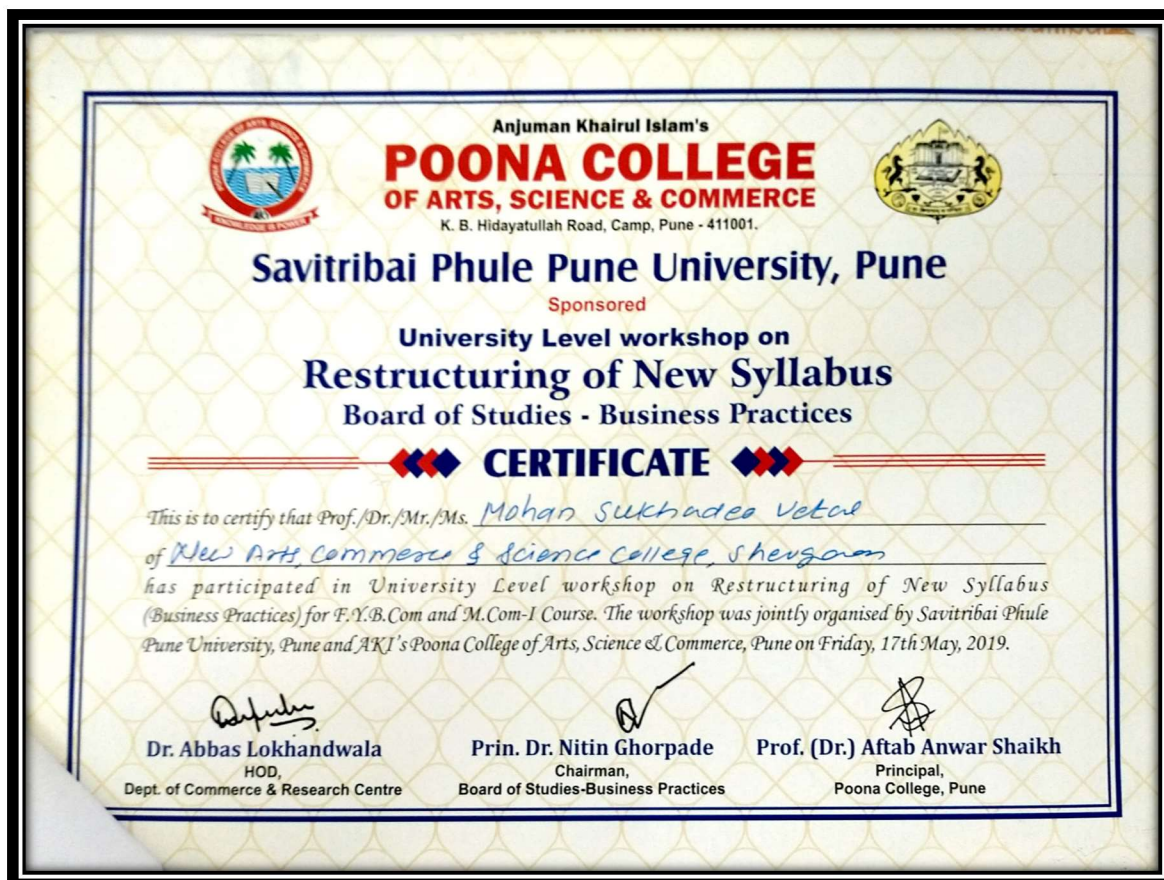 Anjuman Khairul Islam's
POONA COLLEGE
OF ARTS, SCIENCE & COMMERCE
K. B. Hidayatullah Road, Camp, Pune - 411001.
KNOWLEDGE IS POWER
Savitribai Phule Pune University, Pune
Sponsored
University Level workshop on
Restructuring of New Syllabus
Board of Studies - Business Practices
CERTIFICATE
This is to certify that Prof./Dr./Mr./Ms. Mohan Sukhadeo Vetal
of New Arts, Commerce & Science College, Shevgaon
has participated in University Level workshop on Restructuring of New Syllabus
(Business Practices) for F.Y.B.Com and M.Com-I Course. The workshop was jointly organised by Savitribai Phule
Pune University, Pune and AKI's Poona College of Arts, Science & Commerce, Pune on Friday, 17th May, 2019.
Dr. Abbas Lokhandwala
HOD,
Dept. of Commerce & Research Centre
Prin. Dr. Nitin Ghorpade
Chairman,
Board of Studies-Business Practices
Prof. (Dr.) Aftab Anwar Shaikh
Principal,
Poona College, Pune